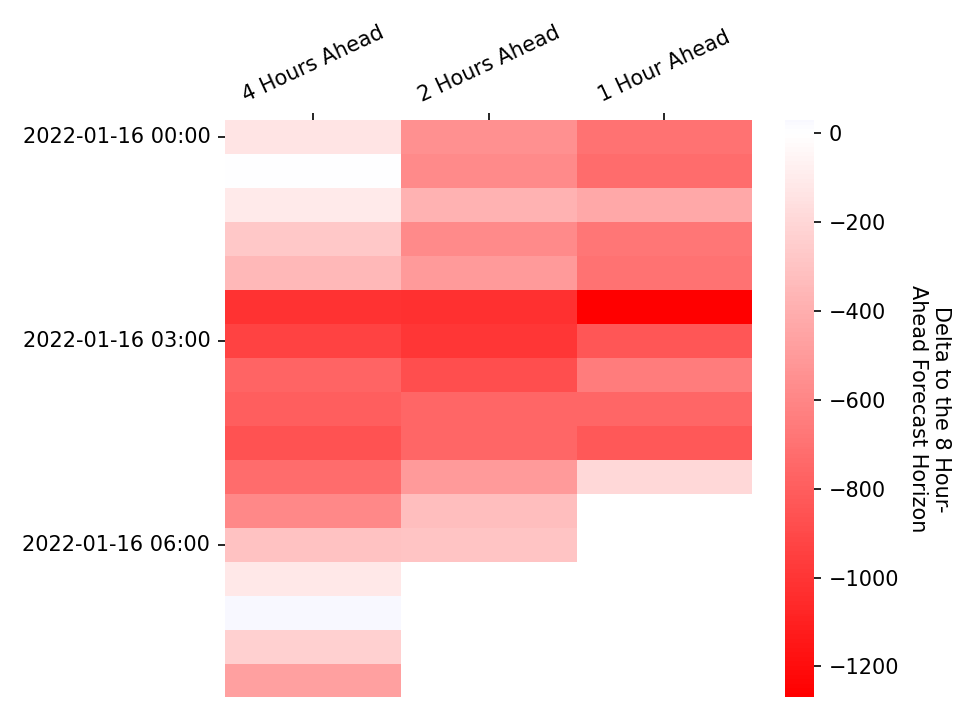 4 Hours Ahead
2 Hours Ahead
1 Hour Ahead
2022-01-16 00:00
2022-01-16 03:00
2022-01-16 06:00
0
−200
−400
−600
−800
−1000
−1200
Delta to the 8 Hour-
Ahead Forecast Horizon